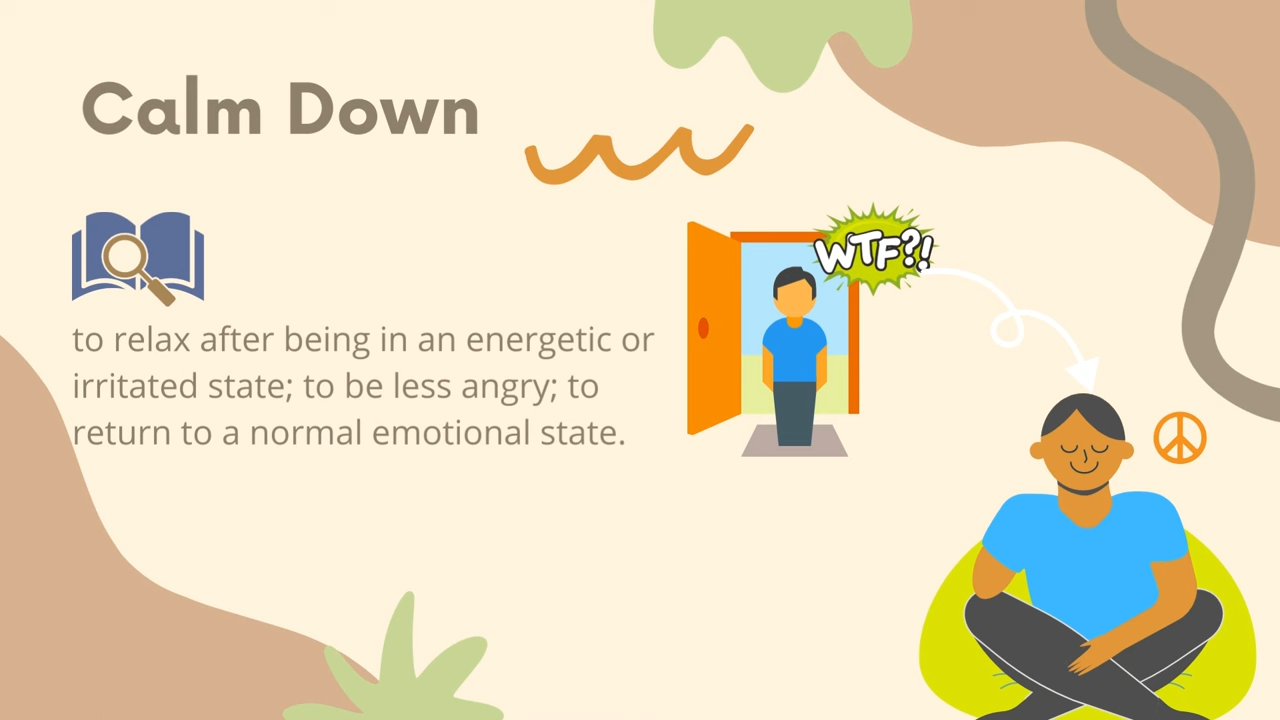 Calm Down
WTF?!
to relax after being in an energetic or
irritated state; to be less angry; to
return to a normal emotional state.